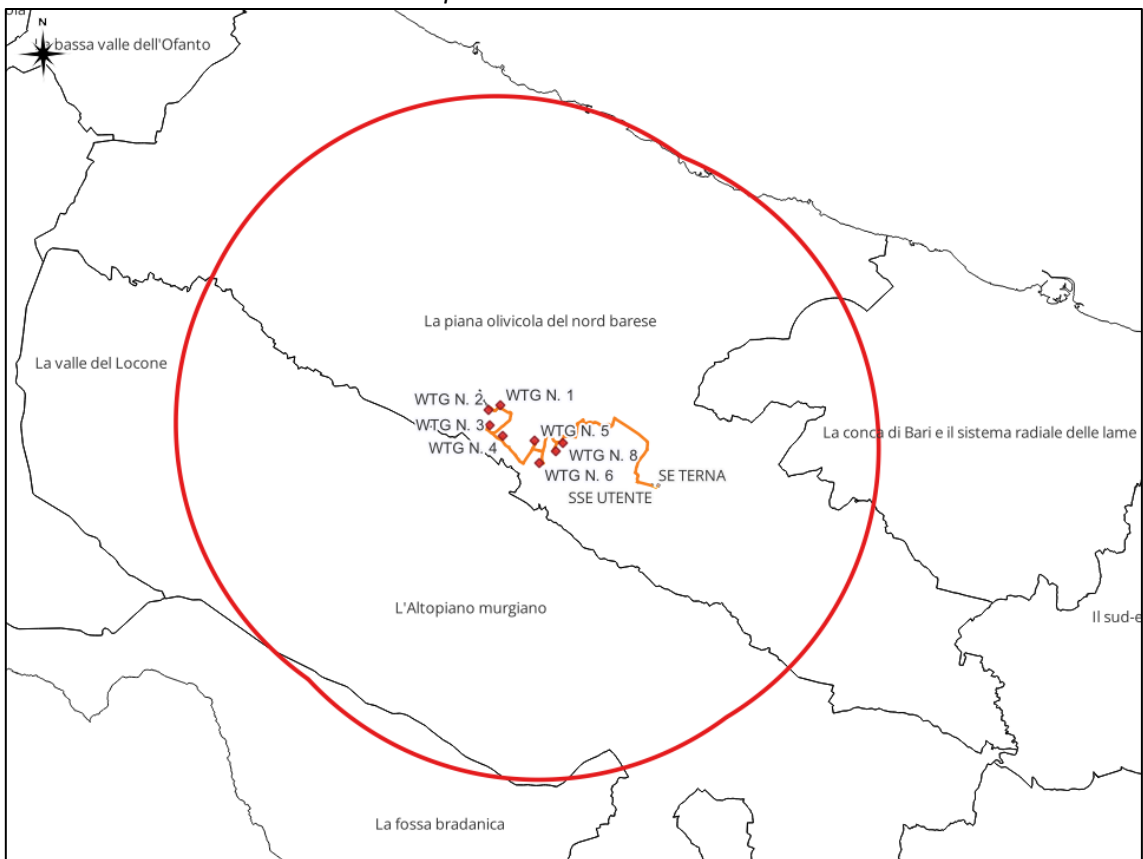 N
bassa valle dell'Ofanto
La piana olivicola del nord barese
La valle del Locone
WTG N. 2
WTG N. 1
WTG N. 3
WTG N. 5
WTG N. 4
WTG N. 8
WTG N. 6
SE TERNA
SSE UTENTE
La conca di Bari e il sistema radiale delle lame
L'Altopiano murgiano
Il sud-e
La fossa bradanica